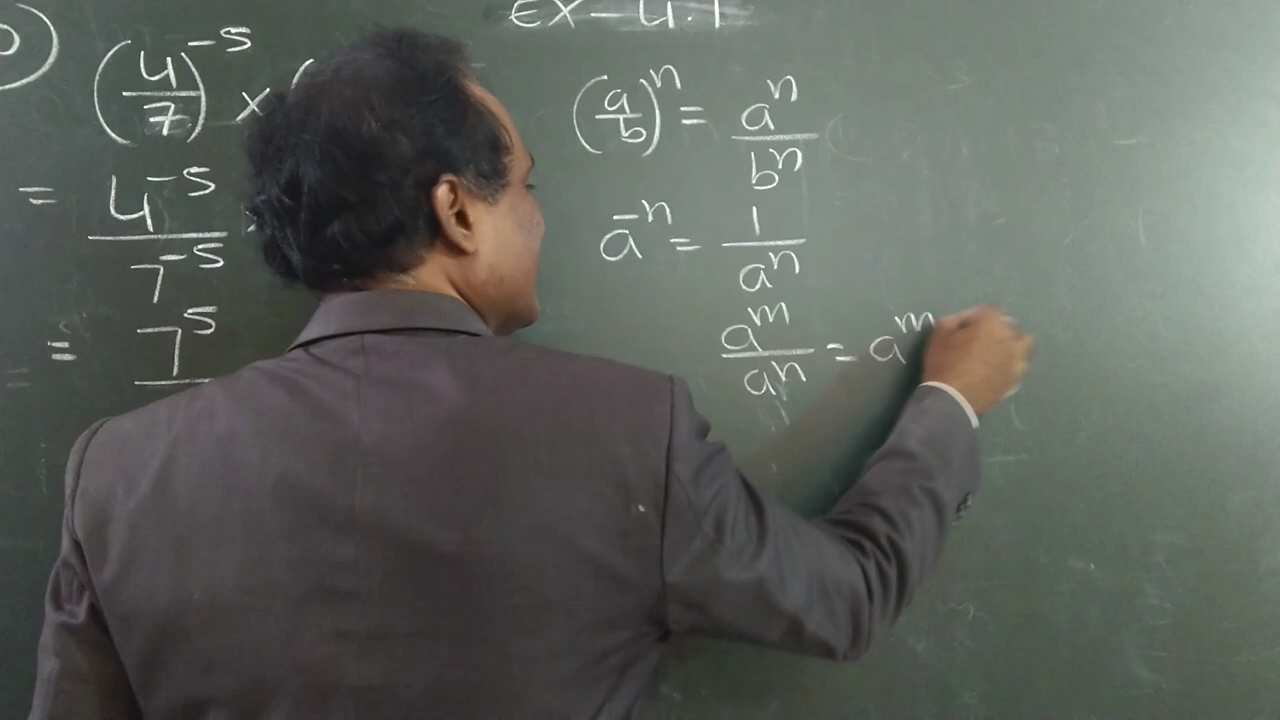 Ex - 4.1
(4/7)^-5 × (
= 4^-5 / 7^-5
= 7^5
(a/b)^n = a^n / b^n
a^-n = 1 / a^n
a^m / a^n = a^m